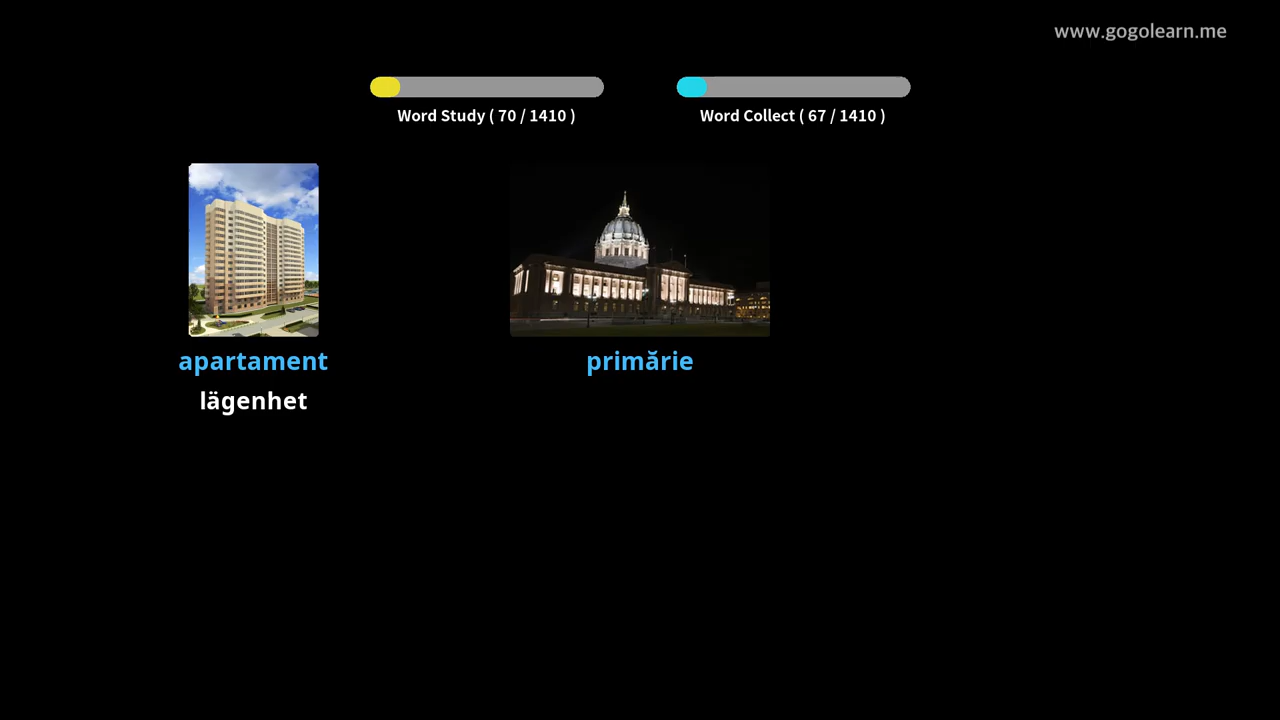 www.gogolearn.me
Word Study ( 70 / 1410 )
Word Collect ( 67 / 1410 )
apartament
primărie
lägenhet